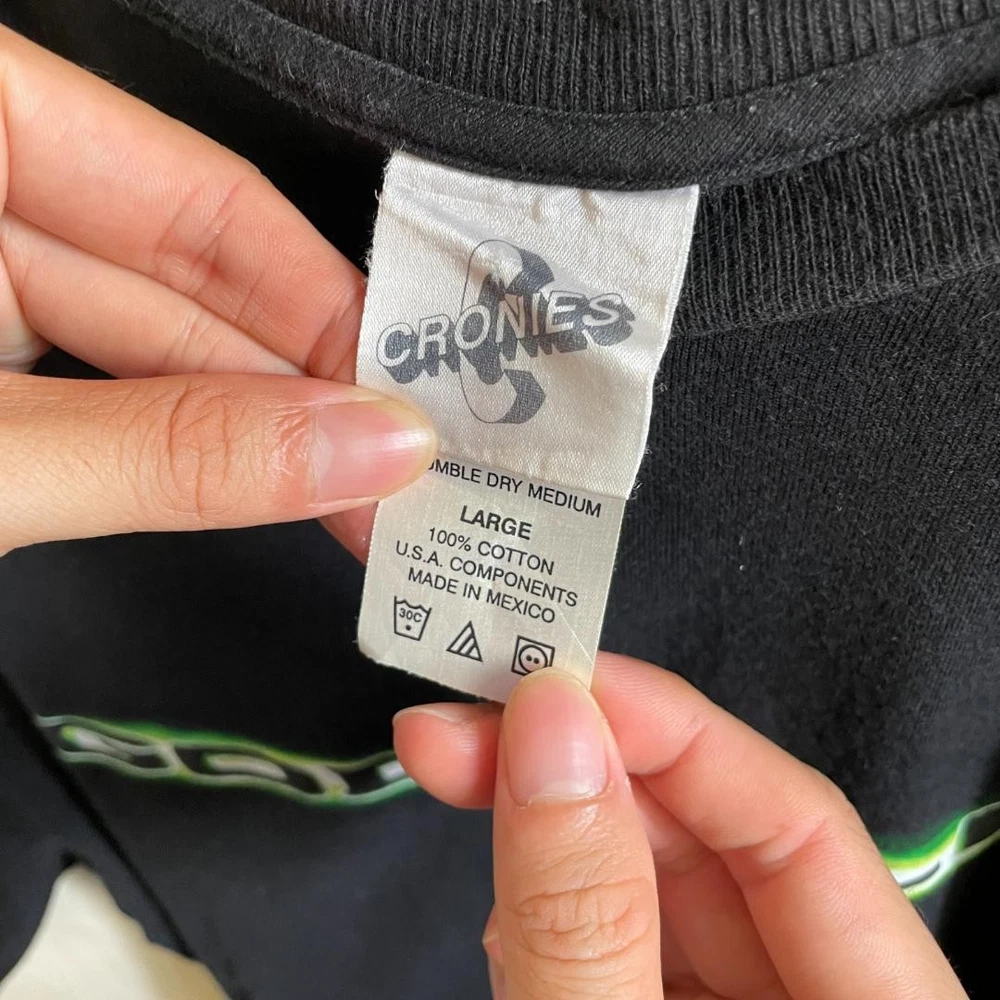 CRONIES
UMBLE DRY MEDIUM
LARGE
100% COTTON
U.S.A. COMPONENTS
MADE IN MEXICO
30C